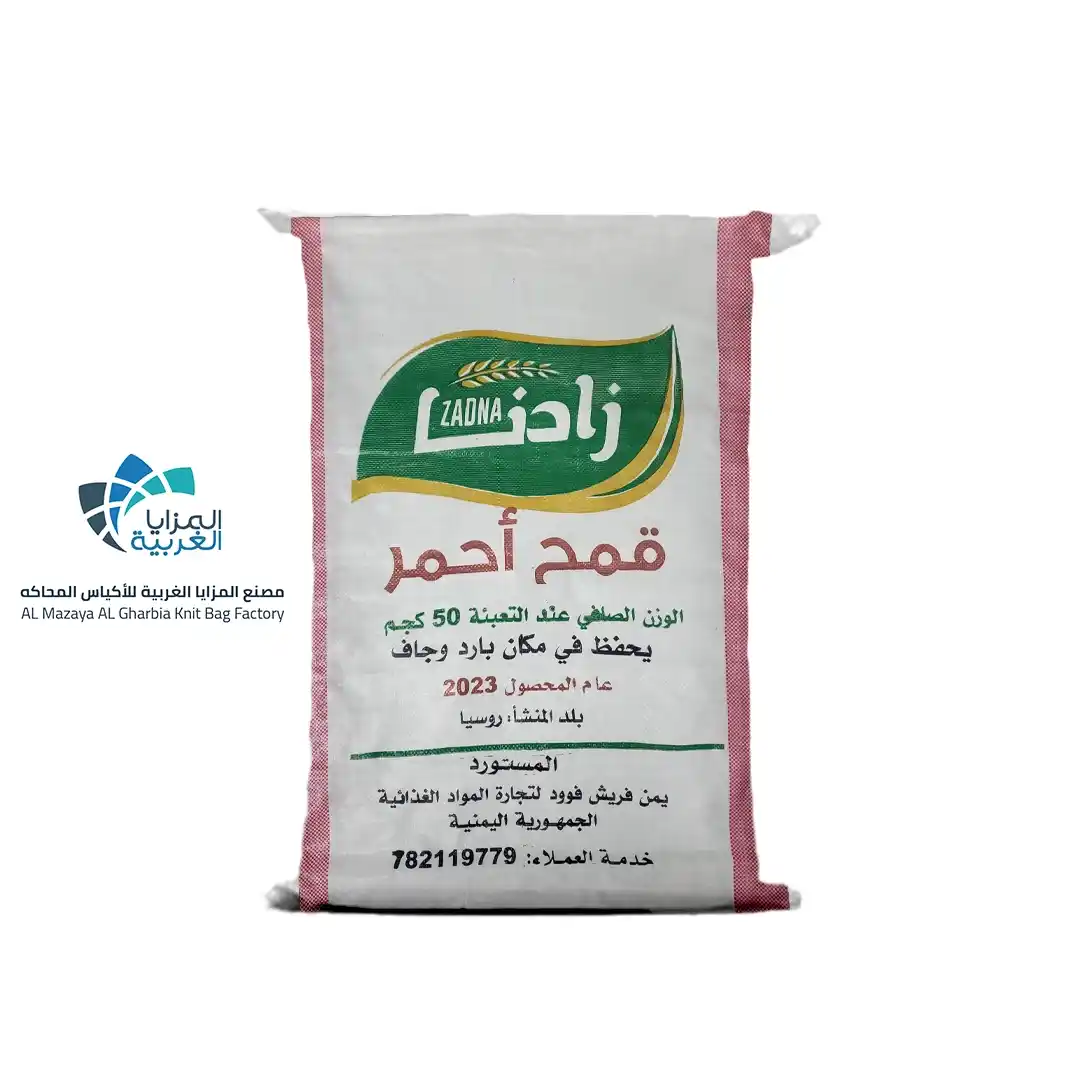 زادنا
ZADNA
قمح أحمر
الوزن الصافي عند التعبئة 50 كجم
يحفظ في مكان بارد وجاف
عام المحصول 2023
بلد المنشأ: روسيا
المستورد
يمن فريش فوود لتجارة المواد الغذائية
الجمهورية اليمنية
خدمة العملاء: 782119779
المزايا
الغربية
مصنع المزايا الغربية للأكياس المحاكه
AL Mazaya AL Gharbia Knit Bag Factory